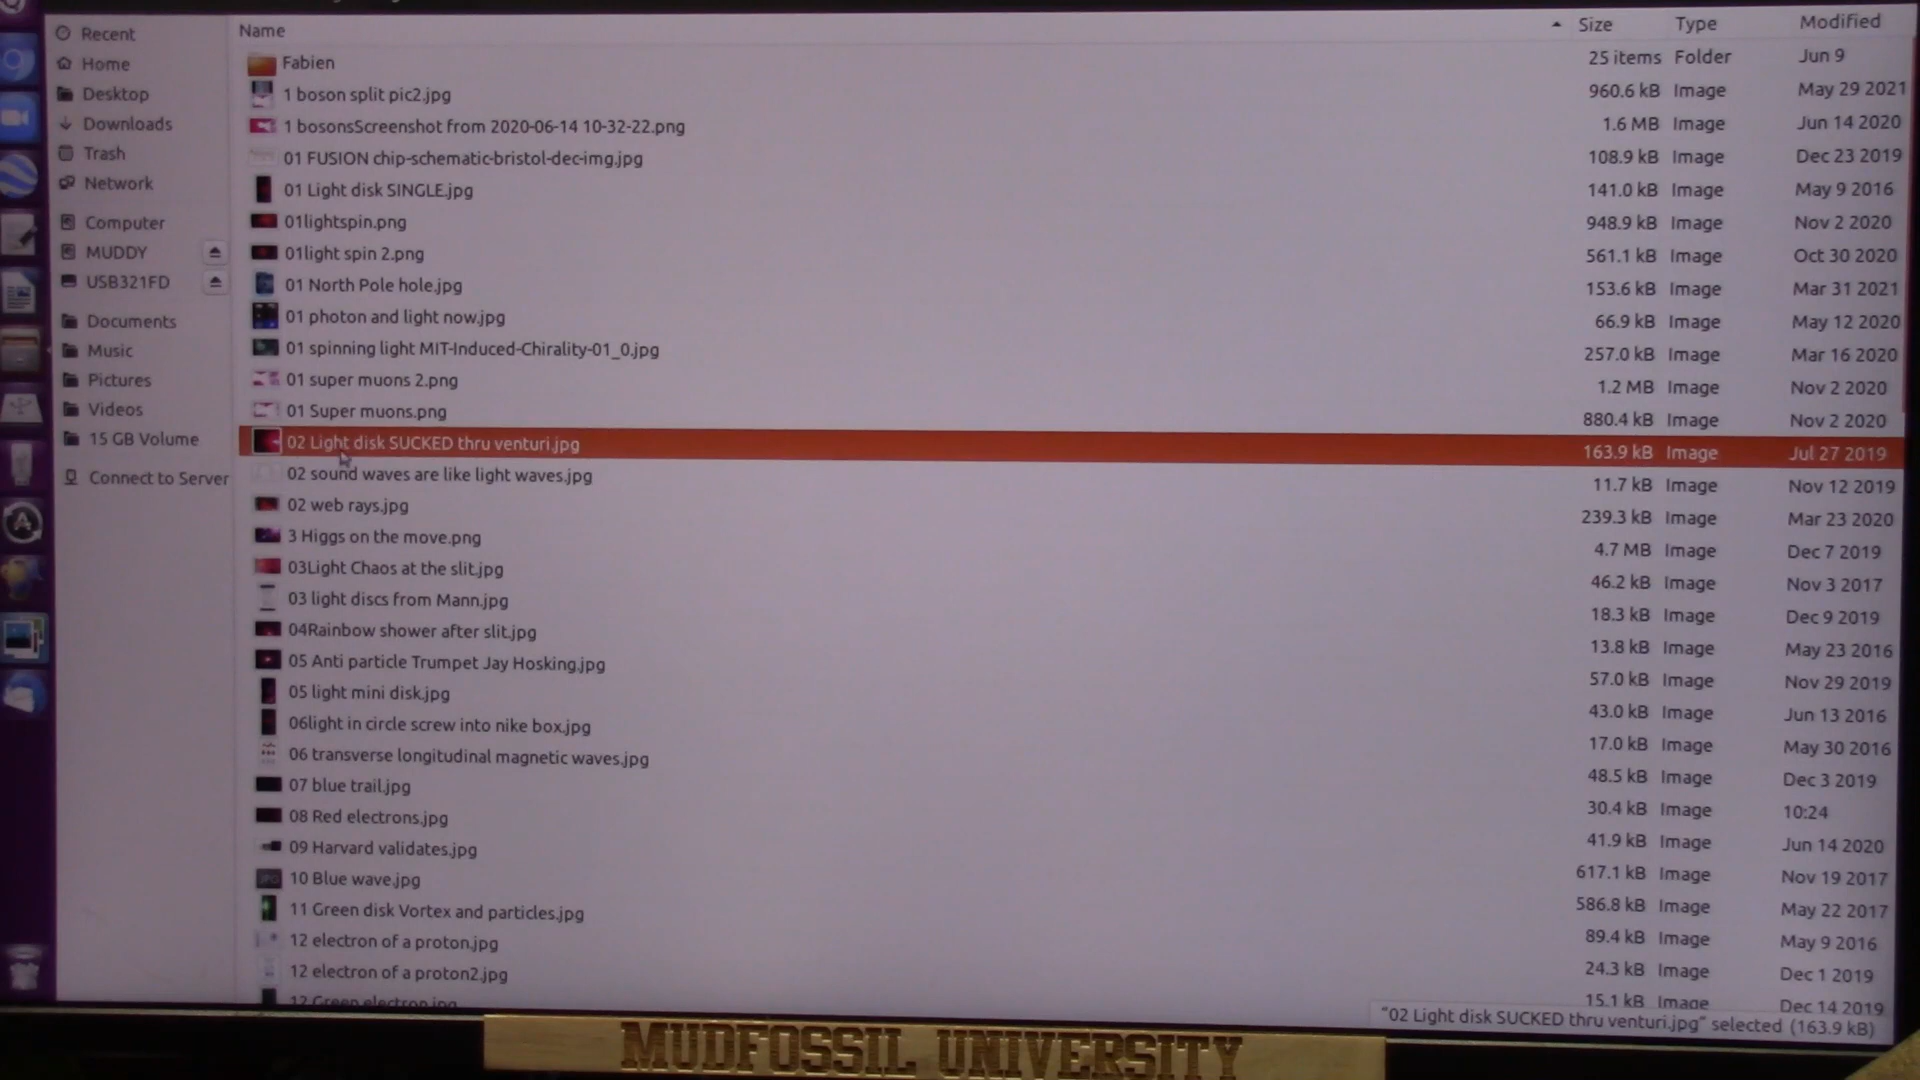 Name Size Type Modified
Recent
Home
Desktop
Downloads
Trash
Network
Computer
MUDDY
USB321FD
Documents
Music
Pictures
Videos
15 GB Volume
Connect to Server
Fabien 25 items Folder Jun 9
1 boson split pic2.jpg 960.6 kB Image May 29 2021
1 bosonsScreenshot from 2020-06-14 10-32-22.png 1.6 MB Image Jun 14 2020
01 FUSION chip-schematic-bristol-dec-img.jpg 108.9 kB Image Dec 23 2019
01 Light disk SINGLE.jpg 141.0 kB Image May 9 2016
01lightspin.png 948.9 kB Image Nov 2 2020
01light spin 2.png 561.1 kB Image Oct 30 2020
01 North Pole hole.jpg 153.6 kB Image Mar 31 2021
01 photon and light now.jpg 66.9 kB Image May 12 2020
01 spinning light MIT-Induced-Chirality-01_0.jpg 257.0 kB Image Mar 16 2020
01 super muons 2.png 1.2 MB Image Nov 2 2020
01 Super muons.png 880.4 kB Image Nov 2 2020
02 Light disk SUCKED thru venturi.jpg 163.9 kB Image Jul 27 2019
02 sound waves are like light waves.jpg 11.7 kB Image Nov 12 2019
02 web rays.jpg 239.3 kB Image Mar 23 2020
3 Higgs on the move.png 4.7 MB Image Dec 7 2019
03Light Chaos at the slit.jpg 46.2 kB Image Nov 3 2017
03 light discs from Mann.jpg 18.3 kB Image Dec 9 2019
04Rainbow shower after slit.jpg 13.8 kB Image May 23 2016
05 Anti particle Trumpet Jay Hosking.jpg 57.0 kB Image Nov 29 2019
05 light mini disk.jpg 43.0 kB Image Jun 13 2016
06light in circle screw into nike box.jpg 17.0 kB Image May 30 2016
06 transverse longitudinal magnetic waves.jpg 48.5 kB Image Dec 3 2019
07 blue trail.jpg 30.4 kB Image 10:24
08 Red electrons.jpg 41.9 kB Image Jun 14 2020
09 Harvard validates.jpg 617.1 kB Image Nov 19 2017
10 Blue wave.jpg 586.8 kB Image May 22 2017
11 Green disk Vortex and particles.jpg 89.4 kB Image May 9 2016
12 electron of a proton.jpg 24.3 kB Image Dec 1 2019
12 electron of a proton2.jpg 15.1 kB Image Dec 14 2019
12 Green electron.jpg
"02 Light disk SUCKED thru venturi.jpg" selected (163.9 kB)
MUDFOSSIL UNIVERSITY